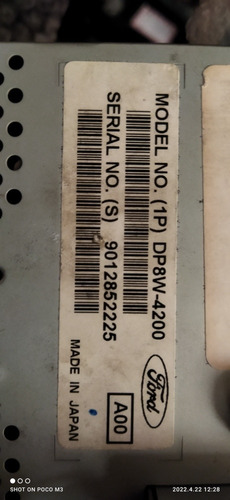 MODEL NO. (1P) DP8W-4200
SERIAL NO. (S) 9012852225
Ford
A00
MADE IN JAPAN
SHOT ON POCO M3
2022.4.22 12:28